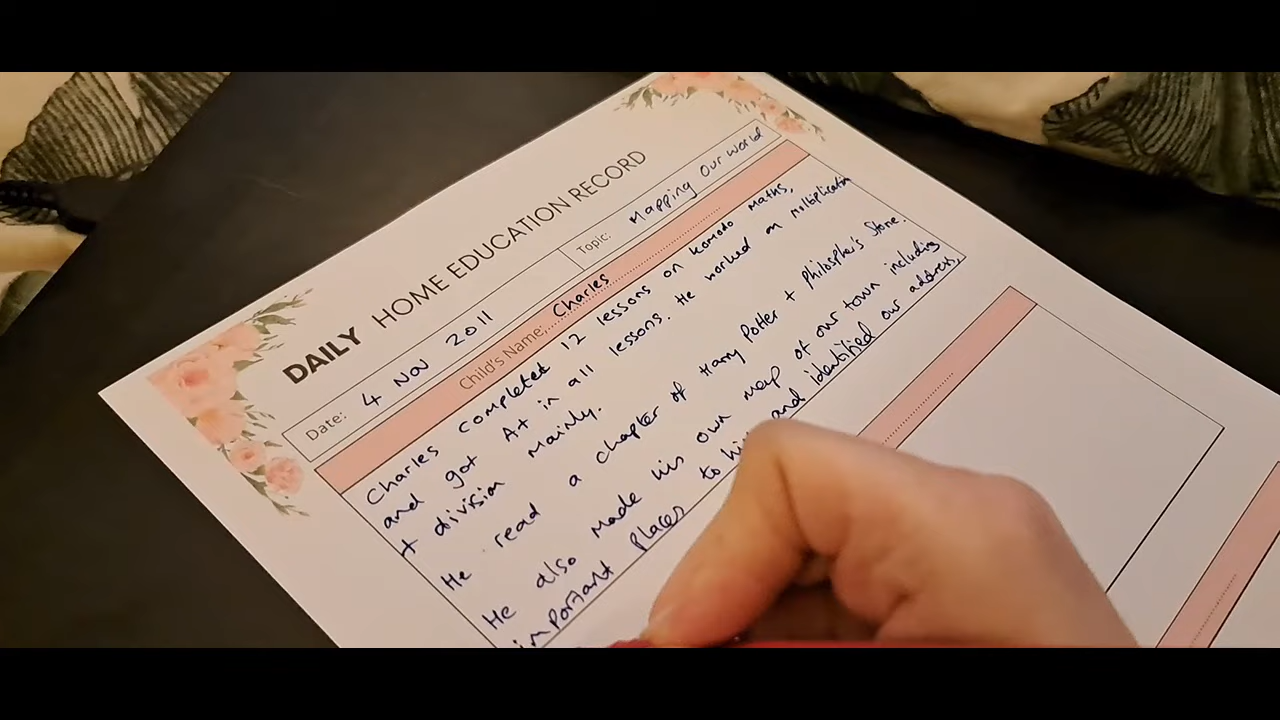 DAILY HOME EDUCATION RECORD
Date: 4 NOV 2011 Topic: Mapping Our World
Child's Name: Charles
Charles completed 12 lessons on komodo maths,
and got A+ in all lessons. He worked on multiplication
+ division mainly.
He read a chapter of Harry Potter + Philospher's Stone.
He also made his own map of our town including
important places to and identified our address,